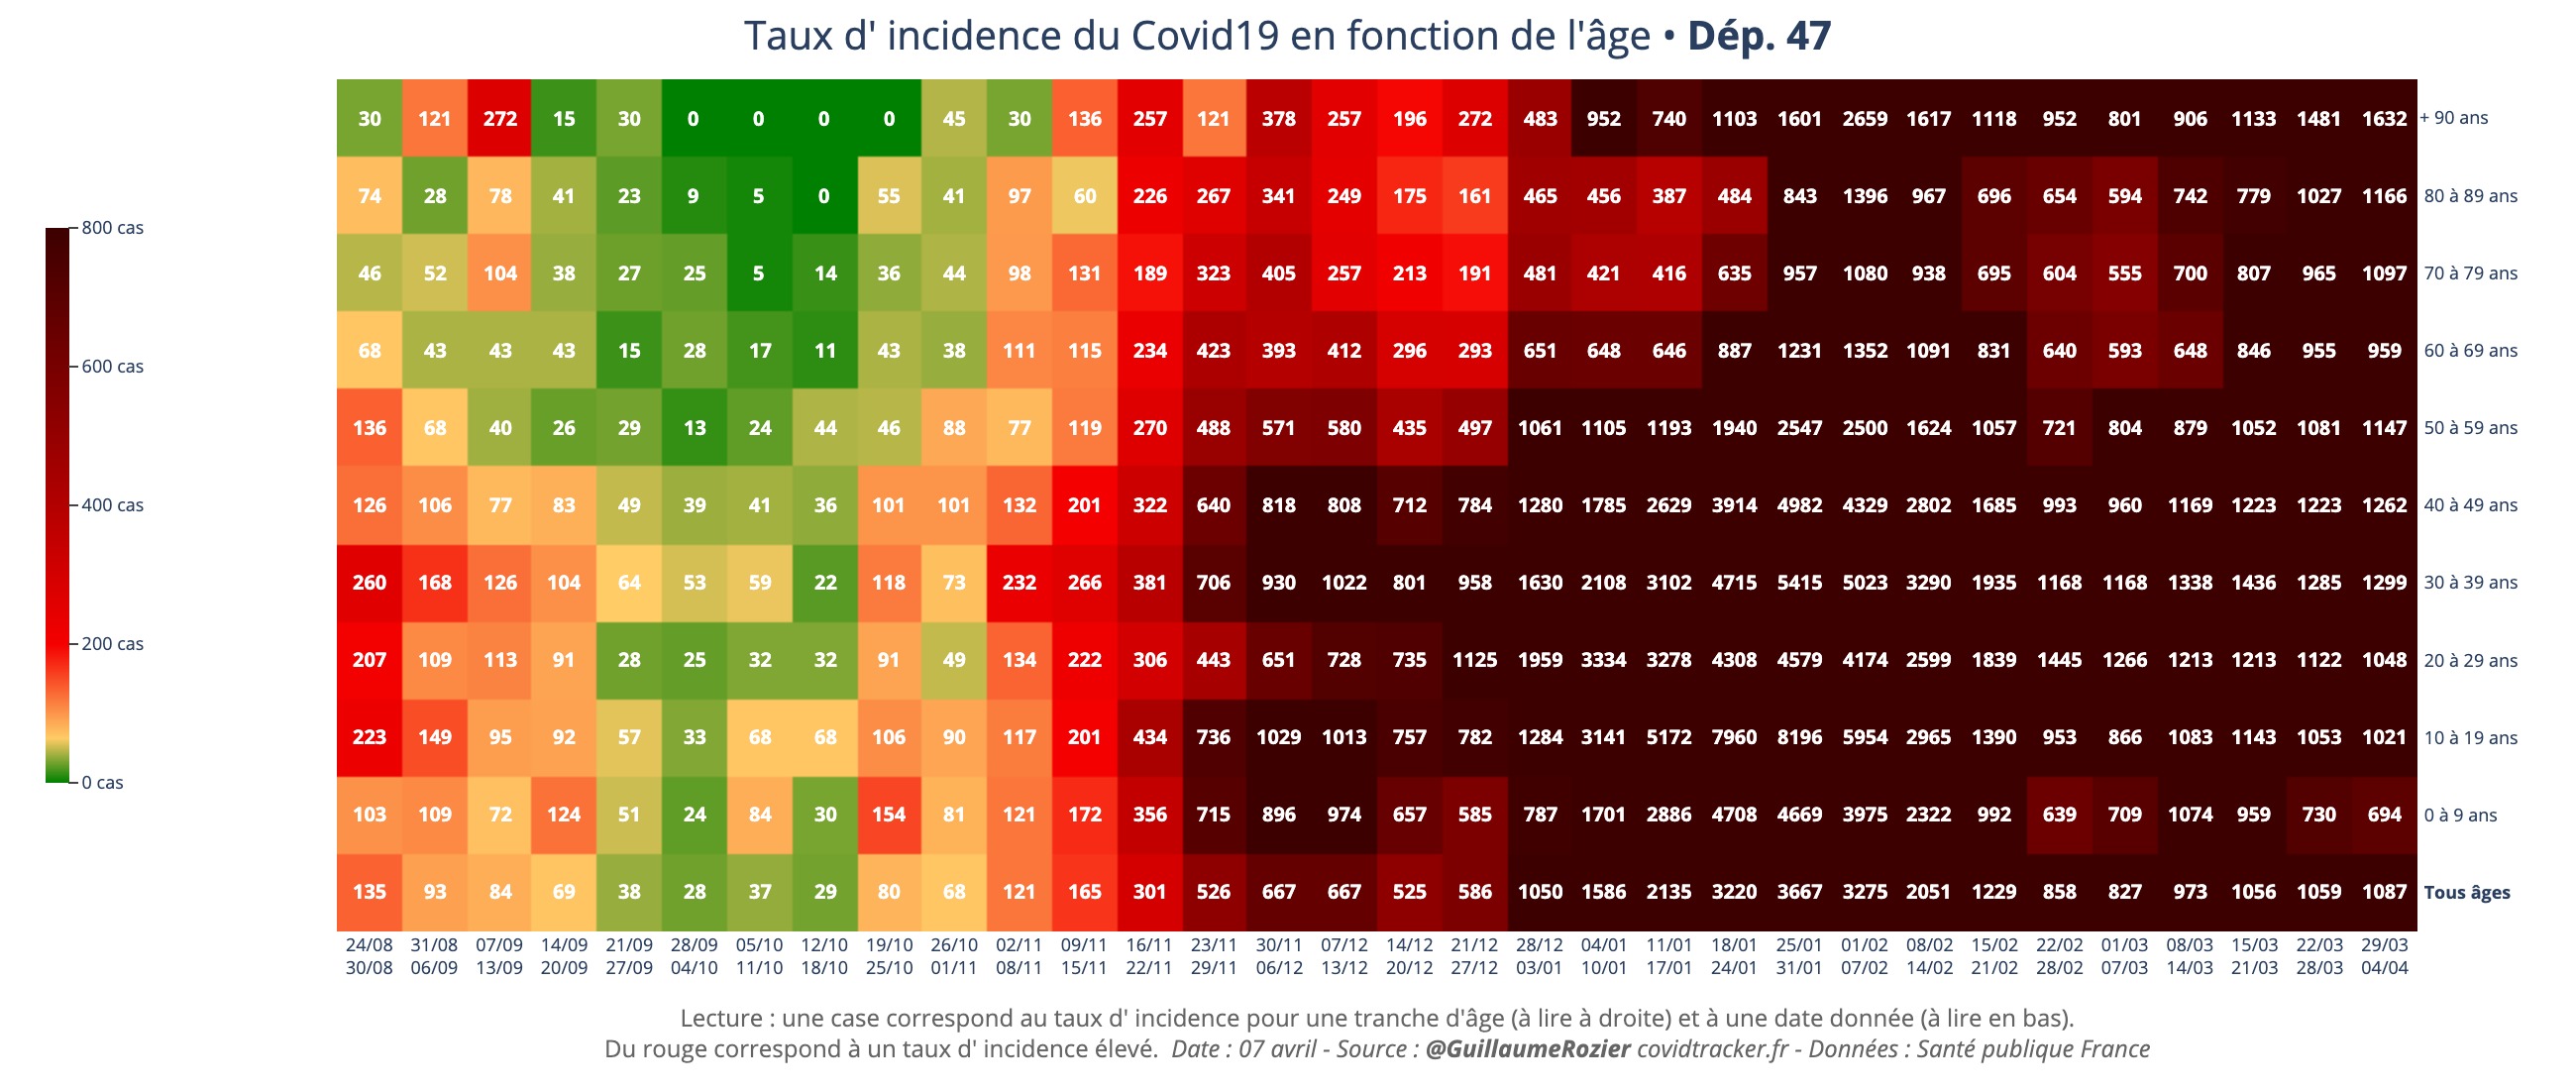 Taux d' incidence du Covid19 en fonction de l'âge • Dép. 47
30 121 272 15 30 0 0 0 0 45 30 136 257 121 378 257 196 272 483 952 740 1103 1601 2659 1617 1118 952 801 906 1133 1481 1632 + 90 ans
74 28 78 41 23 9 5 0 55 41 97 60 226 267 341 249 175 161 465 456 387 484 843 1396 967 696 654 594 742 779 1027 1166 80 à 89 ans
800 cas
46 52 104 38 27 25 5 14 36 44 98 131 189 323 405 257 213 191 481 421 416 635 957 1080 938 695 604 555 700 807 965 1097 70 à 79 ans
68 43 43 43 15 28 17 11 43 38 111 115 234 423 393 412 296 293 651 648 646 887 1231 1352 1091 831 640 593 648 846 955 959 60 à 69 ans
600 cas
136 68 40 26 29 13 24 44 46 88 77 119 270 488 571 580 435 497 1061 1105 1193 1940 2547 2500 1624 1057 721 804 879 1052 1081 1147 50 à 59 ans
400 cas
126 106 77 83 49 39 41 36 101 101 132 201 322 640 818 808 712 784 1280 1785 2629 3914 4982 4329 2802 1685 993 960 1169 1223 1223 1262 40 à 49 ans
260 168 126 104 64 53 59 22 118 73 232 266 381 706 930 1022 801 958 1630 2108 3102 4715 5415 5023 3290 1935 1168 1168 1338 1436 1285 1299 30 à 39 ans
200 cas
207 109 113 91 28 25 32 32 91 49 134 222 306 443 651 728 735 1125 1959 3334 3278 4308 4579 4174 2599 1839 1445 1266 1213 1213 1122 1048 20 à 29 ans
223 149 95 92 57 33 68 68 106 90 117 201 434 736 1029 1013 757 782 1284 3141 5172 7960 8196 5954 2965 1390 953 866 1083 1143 1053 1021 10 à 19 ans
0 cas
103 109 72 124 51 24 84 30 154 81 121 172 356 715 896 974 657 585 787 1701 2886 4708 4669 3975 2322 992 639 709 1074 959 730 694 0 à 9 ans
135 93 84 69 38 28 37 29 80 68 121 165 301 526 667 667 525 586 1050 1586 2135 3220 3667 3275 2051 1229 858 827 973 1056 1059 1087 Tous âges
24/08 31/08 07/09 14/09 21/09 28/09 05/10 12/10 19/10 26/10 02/11 09/11 16/11 23/11 30/11 07/12 14/12 21/12 28/12 04/01 11/01 18/01 25/01 01/02 08/02 15/02 22/02 01/03 08/03 15/03 22/03 29/03
30/08 06/09 13/09 20/09 27/09 04/10 11/10 18/10 25/10 01/11 08/11 15/11 22/11 29/11 06/12 13/12 20/12 27/12 03/01 10/01 17/01 24/01 31/01 07/02 14/02 21/02 28/02 07/03 14/03 21/03 28/03 04/04
Lecture : une case correspond au taux d' incidence pour une tranche d'âge (à lire à droite) et à une date donnée (à lire en bas).
Du rouge correspond à un taux d' incidence élevé. Date : 07 avril - Source : @GuillaumeRozier covidtracker.fr - Données : Santé publique France